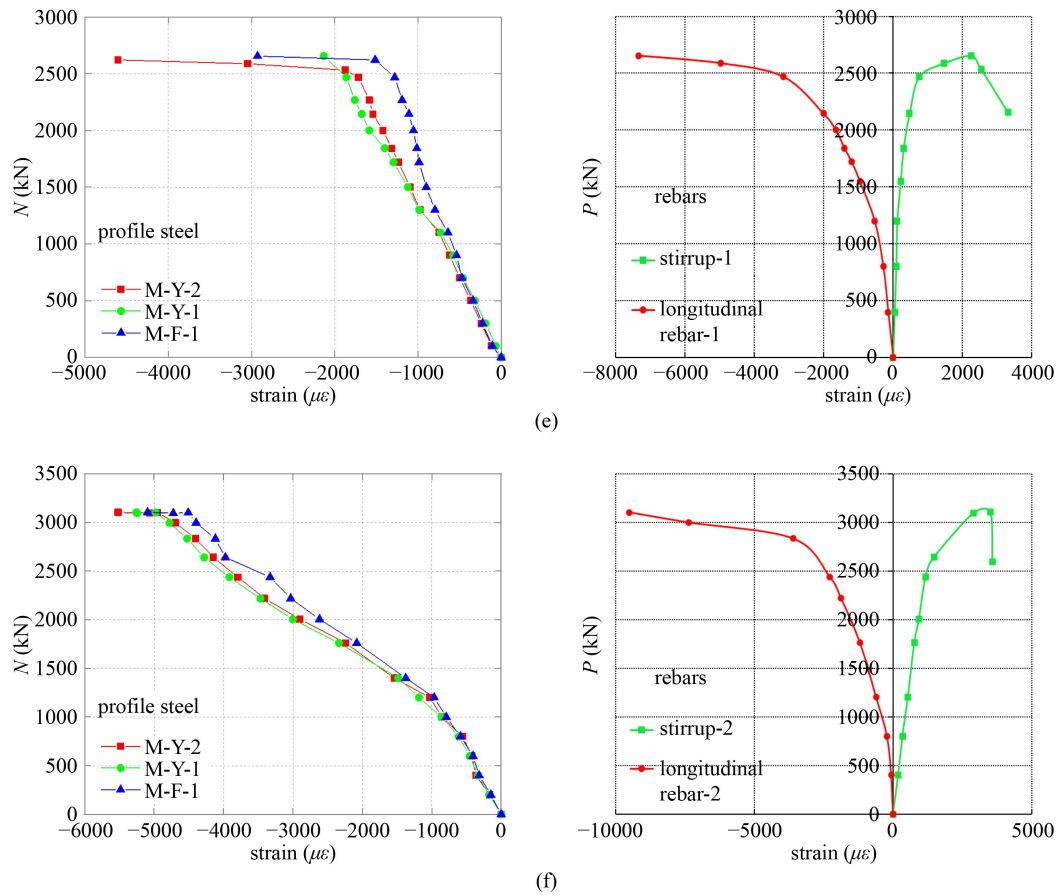 3000
2500
2000
1500
1000
500
0
N (kN)
profile steel
M-Y-2
M-Y-1
M-F-1
−5000 −4000 −3000 −2000 −1000 0
strain (με)
3000
2500
2000
1500
1000
500
0
P (kN)
rebars
stirrup-1
longitudinal
rebar-1
−8000 −6000 −4000 −2000 0 2000 4000
strain (με)
(e)
3500
3000
2500
2000
1500
1000
500
0
N (kN)
profile steel
M-Y-2
M-Y-1
M-F-1
−6000 −5000 −4000 −3000 −2000 −1000 0
strain (με)
3500
3000
2500
2000
1500
1000
500
0
P (kN)
rebars
stirrup-2
longitudinal
rebar-2
−10000 −5000 0 5000
strain (με)
(f)